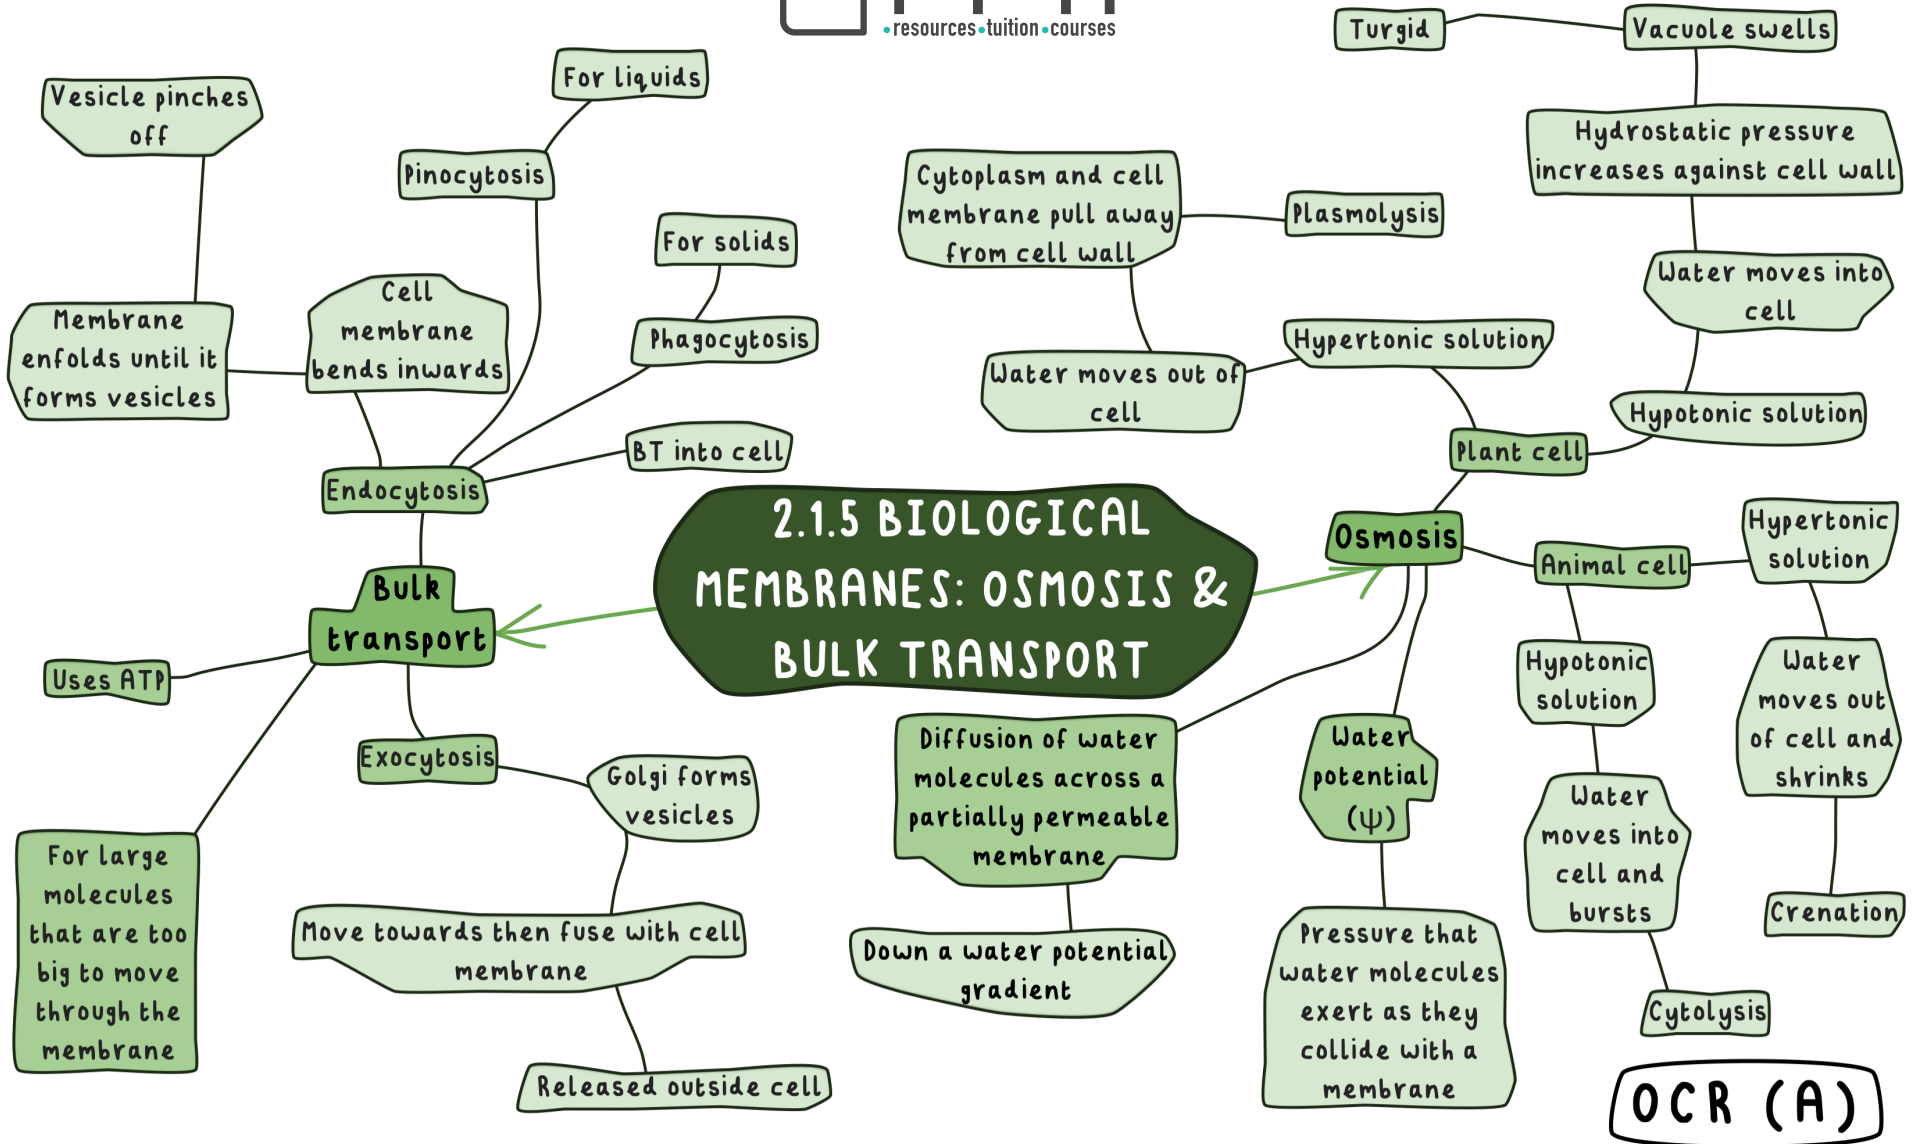 resources•tuition•courses
Turgid
Vacuole swells
For liquids
Vesicle pinches
off
Hydrostatic pressure
increases against cell wall
Pinocytosis
Cytoplasm and cell
membrane pull away
from cell wall
Plasmolysis
For solids
Water moves into
cell
Cell
membrane
bends inwards
Membrane
enfolds until it
forms vesicles
Phagocytosis
Hypertonic solution
Water moves out of
cell
Hypotonic solution
BT into cell
Plant cell
Endocytosis
2.1.5 BIOLOGICAL
MEMBRANES: OSMOSIS &
BULK TRANSPORT
Osmosis
Animal cell
Hypertonic
solution
Bulk
transport
Uses ATP
Hypotonic
solution
Water
moves out
of cell and
shrinks
Exocytosis
Golgi forms
vesicles
Diffusion of water
molecules across a
partially permeable
membrane
Water
potential
(ψ)
Water
moves into
cell and
bursts
For large
molecules
that are too
big to move
through the
membrane
Crenation
Move towards then fuse with cell
membrane
Down a water potential
gradient
Pressure that
water molecules
exert as they
collide with a
membrane
Cytolysis
Released outside cell
OCR (A)